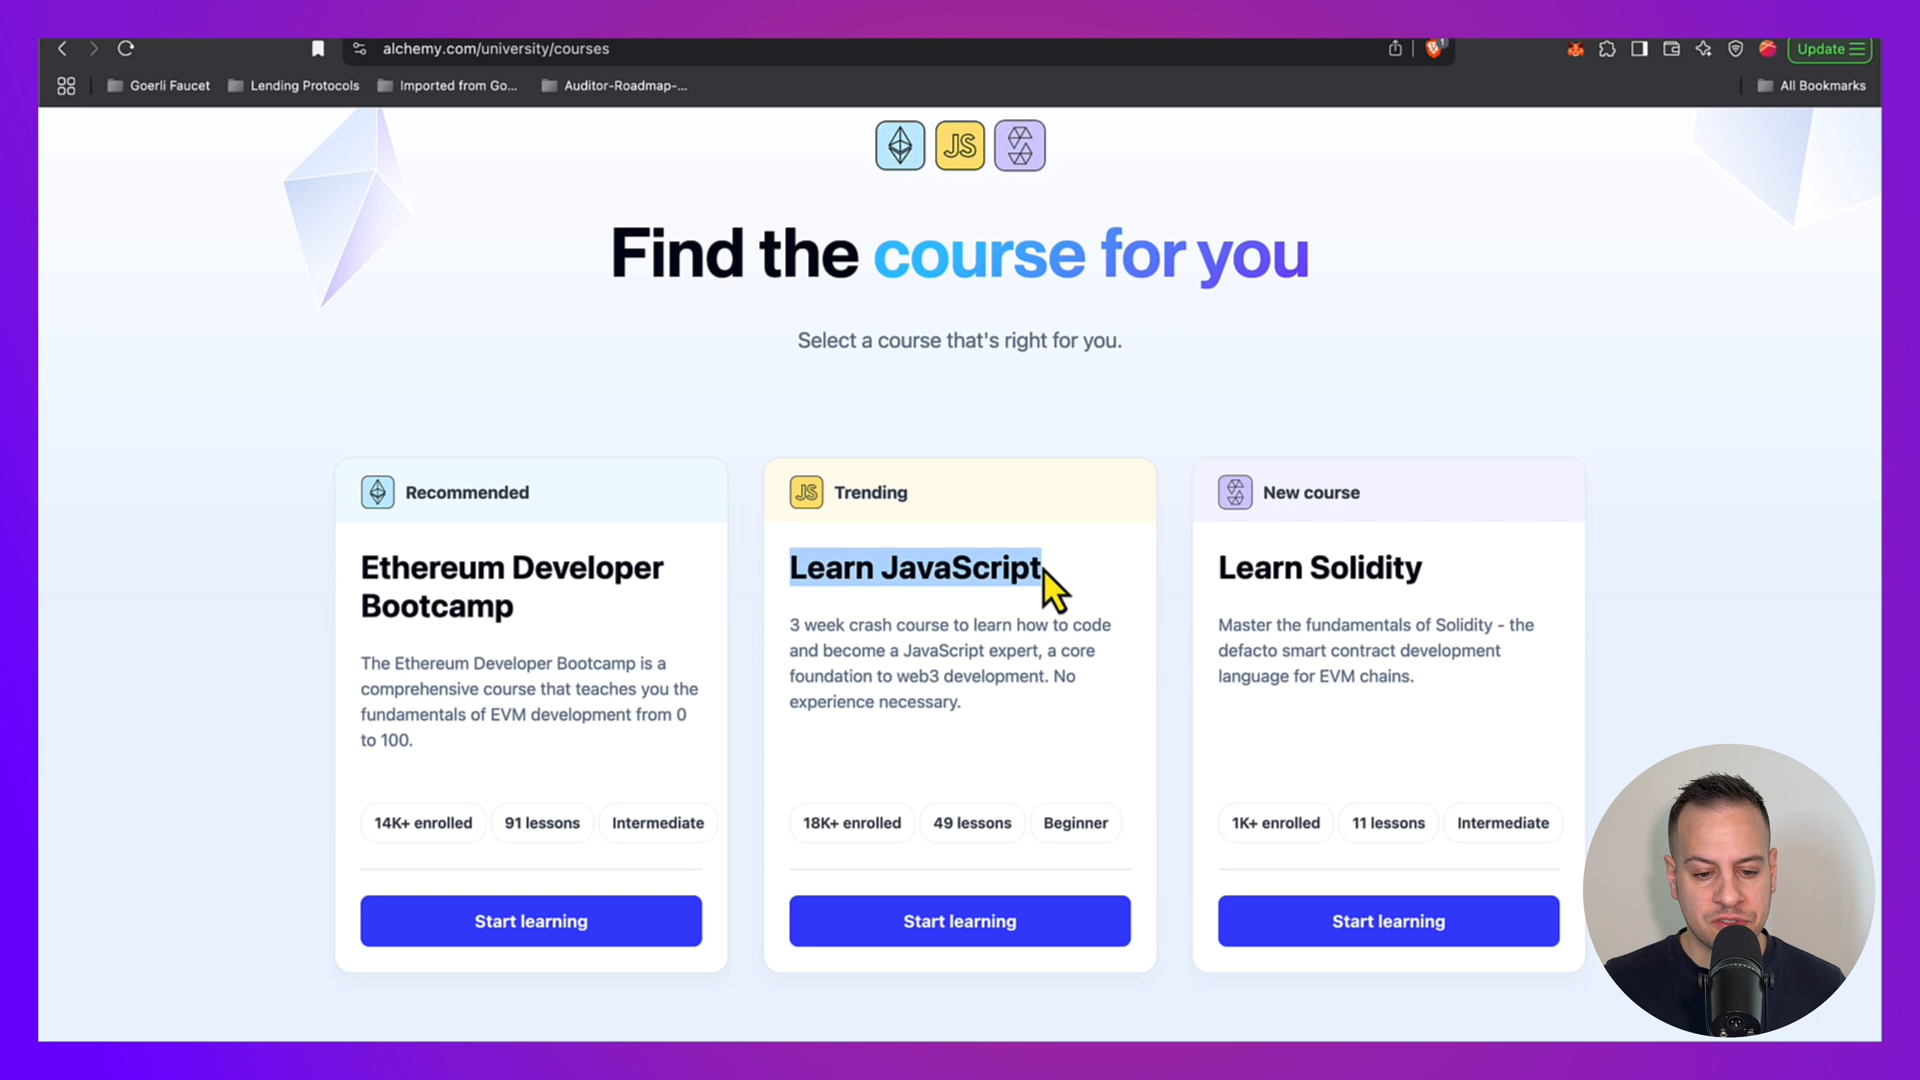 alchemy.com/university/courses
1
Update
Goerli Faucet
Lending Protocols
Imported from Go...
Auditor-Roadmap-...
All Bookmarks
JS
Find the course for you
Select a course that's right for you.
Recommended
Ethereum Developer
Bootcamp
The Ethereum Developer Bootcamp is a
comprehensive course that teaches you the
fundamentals of EVM development from 0
to 100.
14K+ enrolled
91 lessons
Intermediate
Start learning
JS
Trending
Learn JavaScript
3 week crash course to learn how to code
and become a JavaScript expert, a core
foundation to web3 development. No
experience necessary.
18K+ enrolled
49 lessons
Beginner
Start learning
New course
Learn Solidity
Master the fundamentals of Solidity - the
defacto smart contract development
language for EVM chains.
1K+ enrolled
11 lessons
Intermediate
Start learning